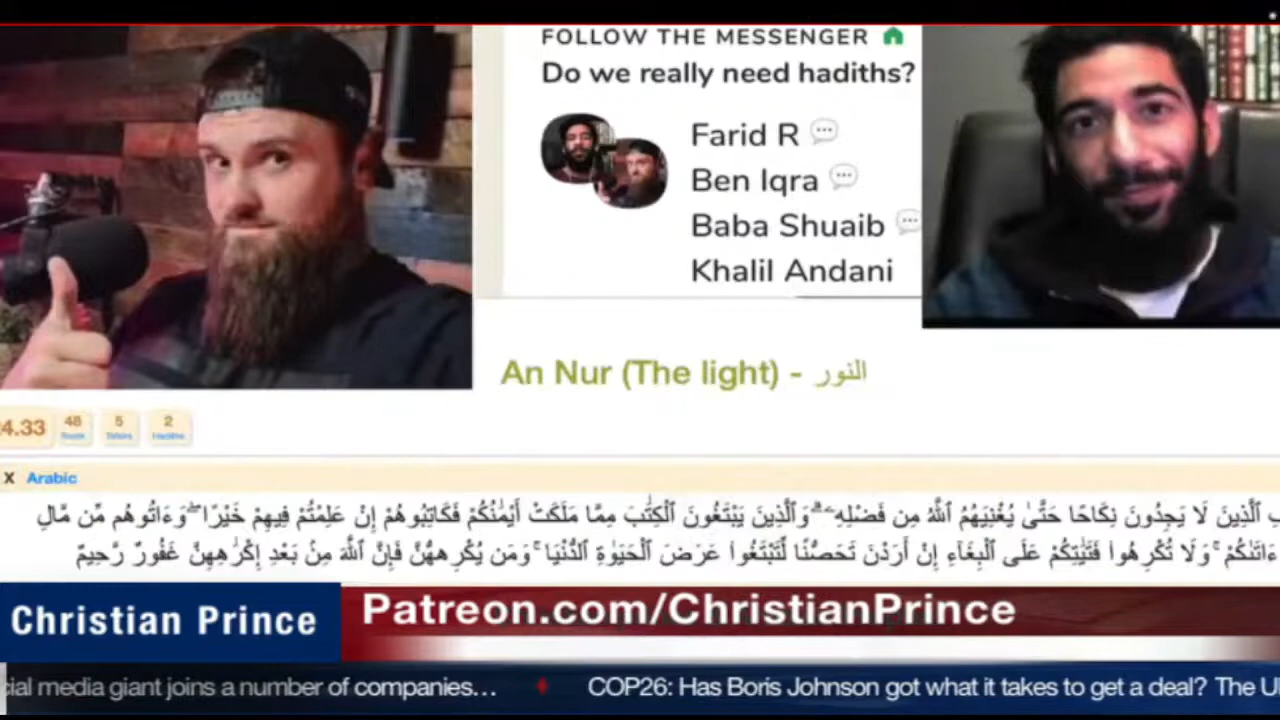 FOLLOW THE MESSENGER
Do we really need hadiths?
Farid R
Ben Iqra
Baba Shuaib
Khalil Andani
An Nur (The light) - النور
4.33
48
5
2
X Arabic
ٱلَّذِينَ لَا يَجِدُونَ نِكَاحًا حَتَّىٰ يُغْنِيَهُمُ ٱللَّهُ مِن فَضْلِهِۦ ۗ وَٱلَّذِينَ يَبْتَغُونَ ٱلْكِتَٰبَ مِمَّا مَلَكَتْ أَيْمَٰنُكُمْ فَكَاتِبُوهُمْ إِنْ عَلِمْتُمْ فِيهِمْ خَيْرًا ۖ وَءَاتُوهُم مِّن مَّالِ
ءَاتَىٰكُمْ ۚ وَلَا تُكْرِهُوا۟ فَتَيَٰتِكُمْ عَلَى ٱلْبِغَآءِ إِنْ أَرَدْنَ تَحَصُّنًا لِّتَبْتَغُوا۟ عَرَضَ ٱلْحَيَوٰةِ ٱلدُّنْيَا ۚ وَمَن يُكْرِههُّنَّ فَإِنَّ ٱللَّهَ مِنۢ بَعْدِ إِكْرَٰهِهِنَّ غَفُورٌ رَّحِيمٌ
Christian Prince
Patreon.com/ChristianPrince
cial media giant joins a number of companies...
COP26: Has Boris Johnson got what it takes to get a deal? The U